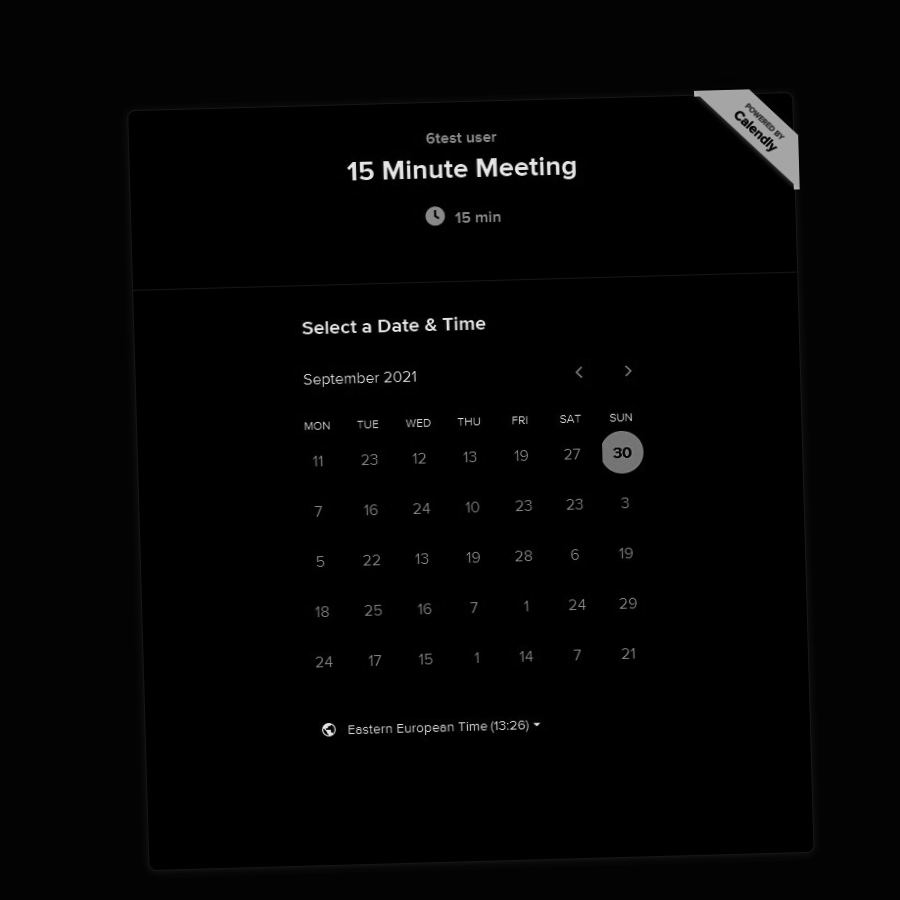 POWERED BY
Calendly
6test user
15 Minute Meeting
15 min
Select a Date & Time
September 2021
MON TUE WED THU FRI SAT SUN
11 23 12 13 19 27 30
7 16 24 10 23 23 3
5 22 13 19 28 6 19
18 25 16 7 1 24 29
24 17 15 1 14 7 21
Eastern European Time (13:26)